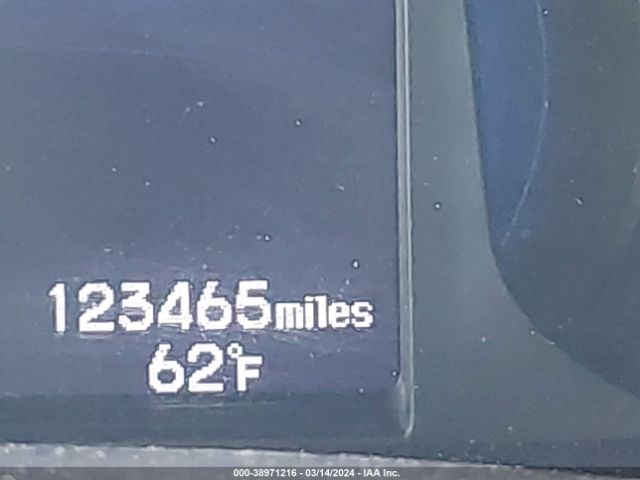 123465miles
62°F
000-38971216 - 03/14/2024 - IAA Inc.